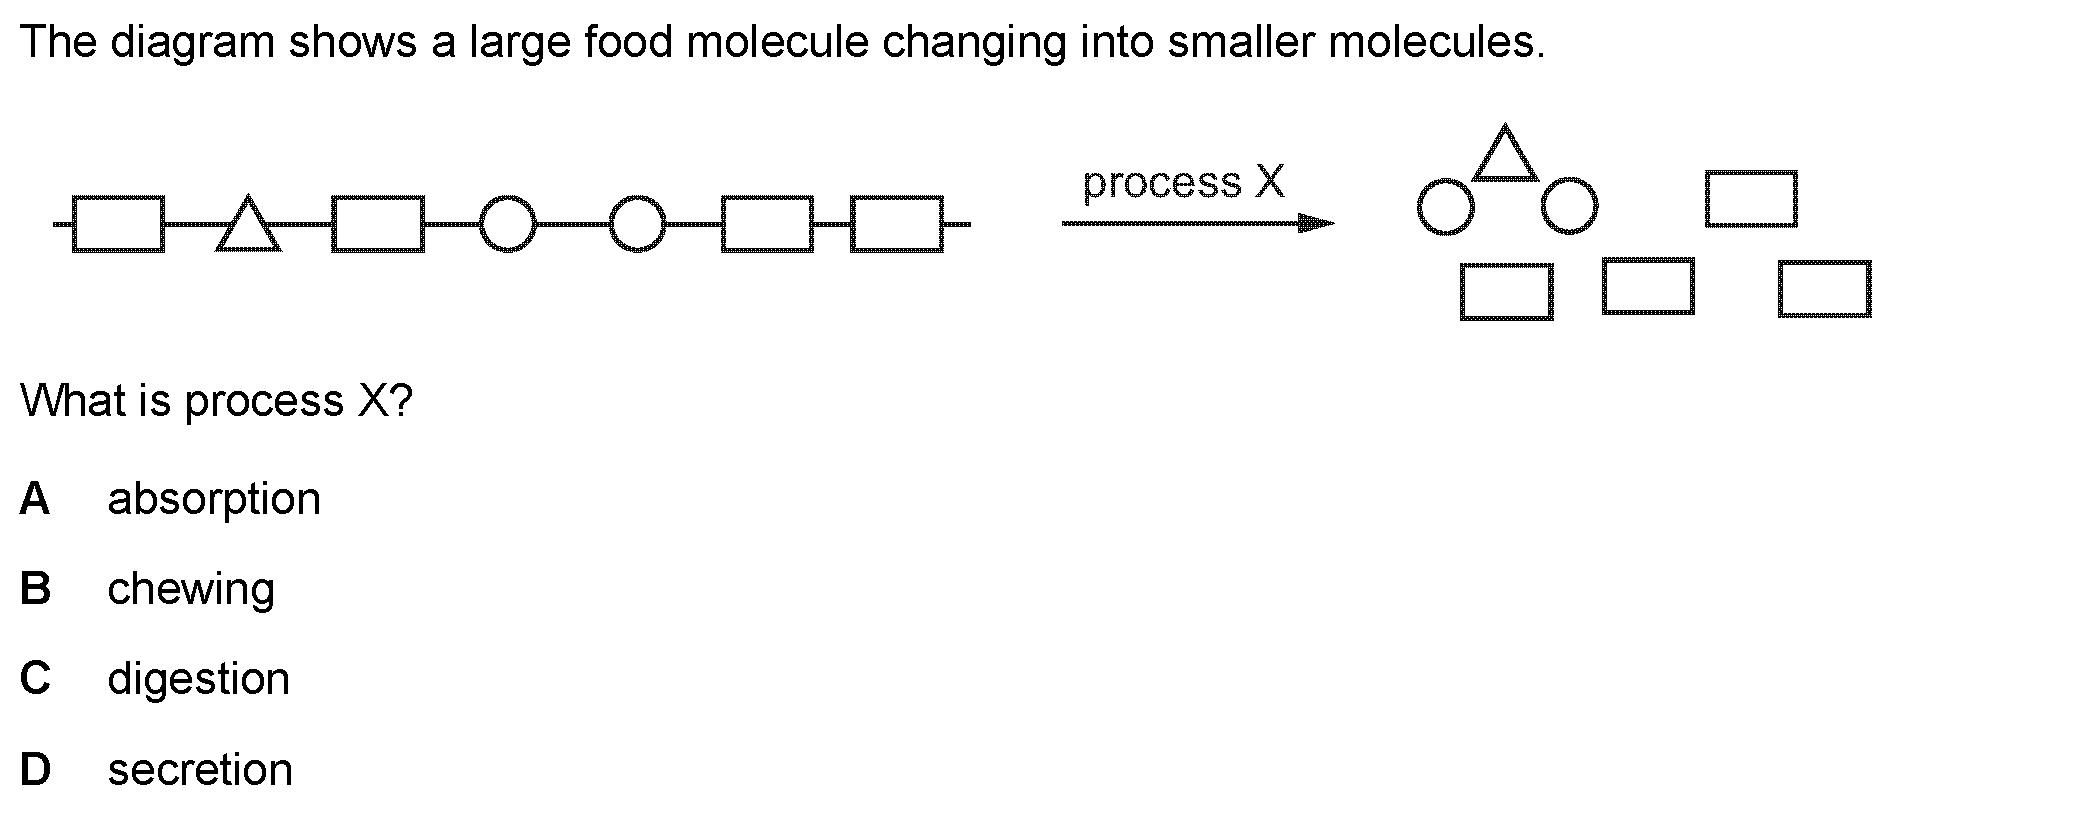 The diagram shows a large food molecule changing into smaller molecules.
process X
What is process X?
A absorption
B chewing
C digestion
D secretion